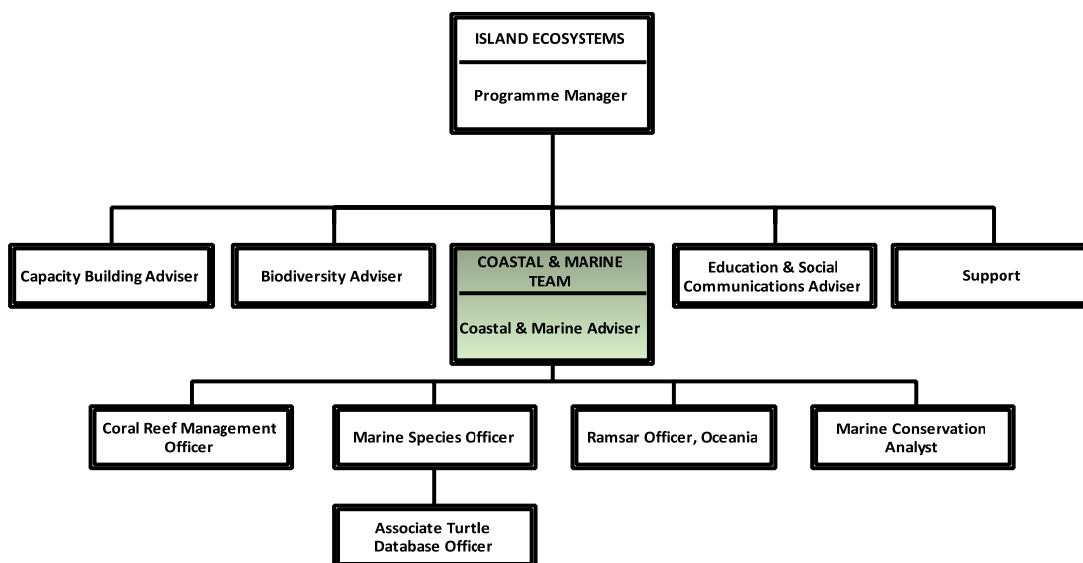 ISLAND ECOSYSTEMS
Programme Manager
Capacity Building Adviser
Biodiversity Adviser
COASTAL & MARINE
TEAM
Coastal & Marine Adviser
Education & Social
Communications Adviser
Support
Coral Reef Management
Officer
Marine Species Officer
Ramsar Officer, Oceania
Marine Conservation
Analyst
Associate Turtle
Database Officer